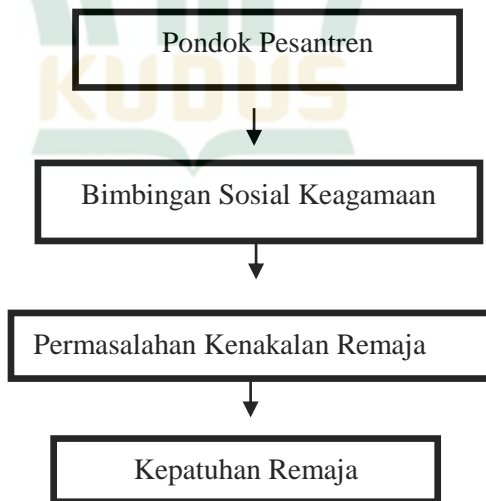 Pondok Pesantren
KUDUS
Bimbingan Sosial Keagamaan
Permasalahan Kenakalan Remaja
Kepatuhan Remaja